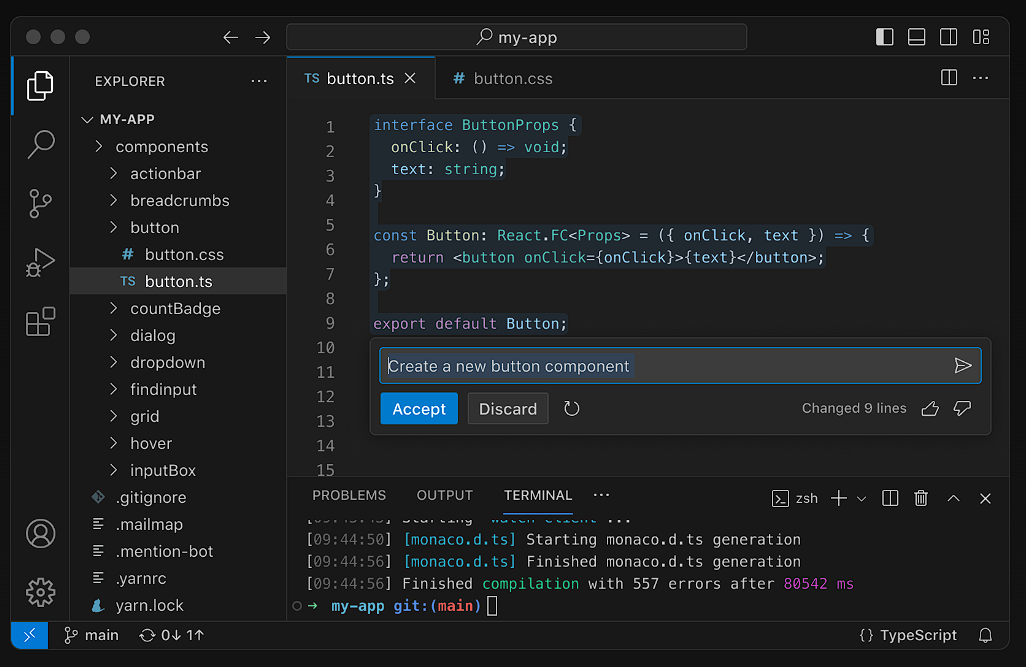 my-app
EXPLORER
MY-APP
components
actionbar
breadcrumbs
button
# button.css
TS button.ts
countBadge
dialog
dropdown
findinput
grid
hover
inputBox
.gitignore
.mailmap
.mention-bot
.yarnrc
yarn.lock
TS button.ts
# button.css
1 interface ButtonProps {
2 onClick: () => void;
3 text: string;
4 }
5
6 const Button: React.FC<Props> = ({ onClick, text }) => {
7 return <button onClick={onClick}>{text}</button>;
8 };
9 export default Button;
10
11
12
13
14
15
Create a new button component
Accept Discard Changed 9 lines
PROBLEMS OUTPUT TERMINAL ··· zsh
Starting watch-client ...
[09:44:50] [monaco.d.ts] Starting monaco.d.ts generation
[09:44:56] [monaco.d.ts] Finished monaco.d.ts generation
[09:44:56] Finished compilation with 557 errors after 80542 ms
→ my-app git:(main)
main 0↓ 1↑ {} TypeScript